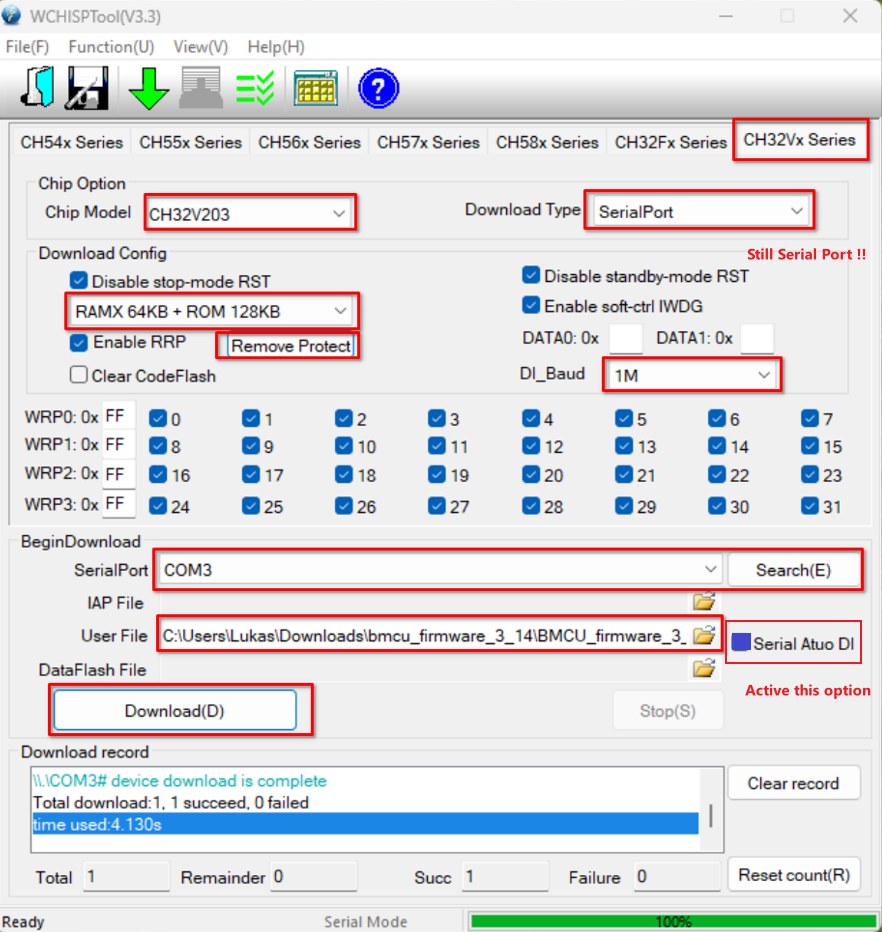 WCHISPTool(V3.3)
File(F) Function(U) View(V) Help(H)
?
CH54x Series CH55x Series CH56x Series CH57x Series CH58x Series CH32Fx Series CH32Vx Series
Chip Option
Chip Model CH32V203 Download Type SerialPort
Still Serial Port !!
Download Config
Disable stop-mode RST Disable standby-mode RST
RAMX 64KB + ROM 128KB Enable soft-ctrl IWDG
Enable RRP Remove Protect DATA0: 0x DATA1: 0x
Clear CodeFlash DI_Baud 1M
WRP0: 0x FF 0 1 2 3 4 5 6 7
WRP1: 0x FF 8 9 10 11 12 13 14 15
WRP2: 0x FF 16 17 18 19 20 21 22 23
WRP3: 0x FF 24 25 26 27 28 29 30 31
BeginDownload
SerialPort COM3 Search(E)
IAP File
User File C:\Users\Lukas\Downloads\bmcu_firmware_3_14\BMCU_firmware_3_ Serial Atuo DI
DataFlash File
Active this option
Download(D) Stop(S)
Download record
\\.\COM3# device download is complete
Total download:1, 1 succeed, 0 failed
time used:4.130s
Clear record
Total 1 Remainder 0 Succ 1 Failure 0 Reset count(R)
Ready Serial Mode 100%